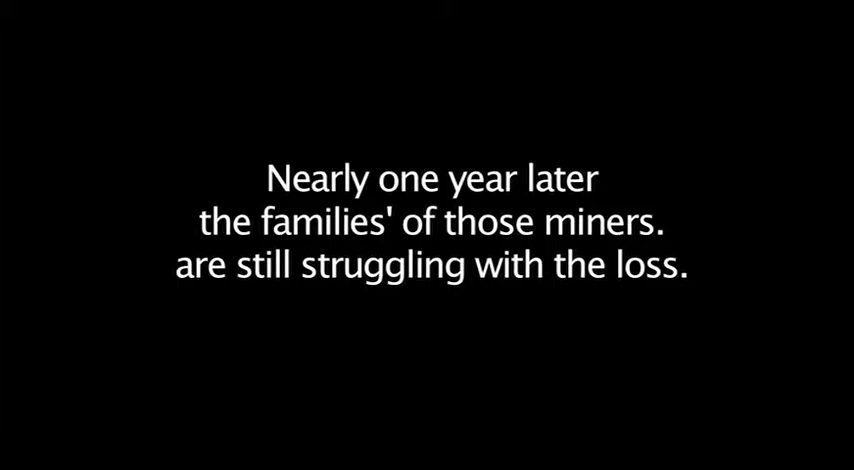 Nearly one year later
the families' of those miners.
are still struggling with the loss.